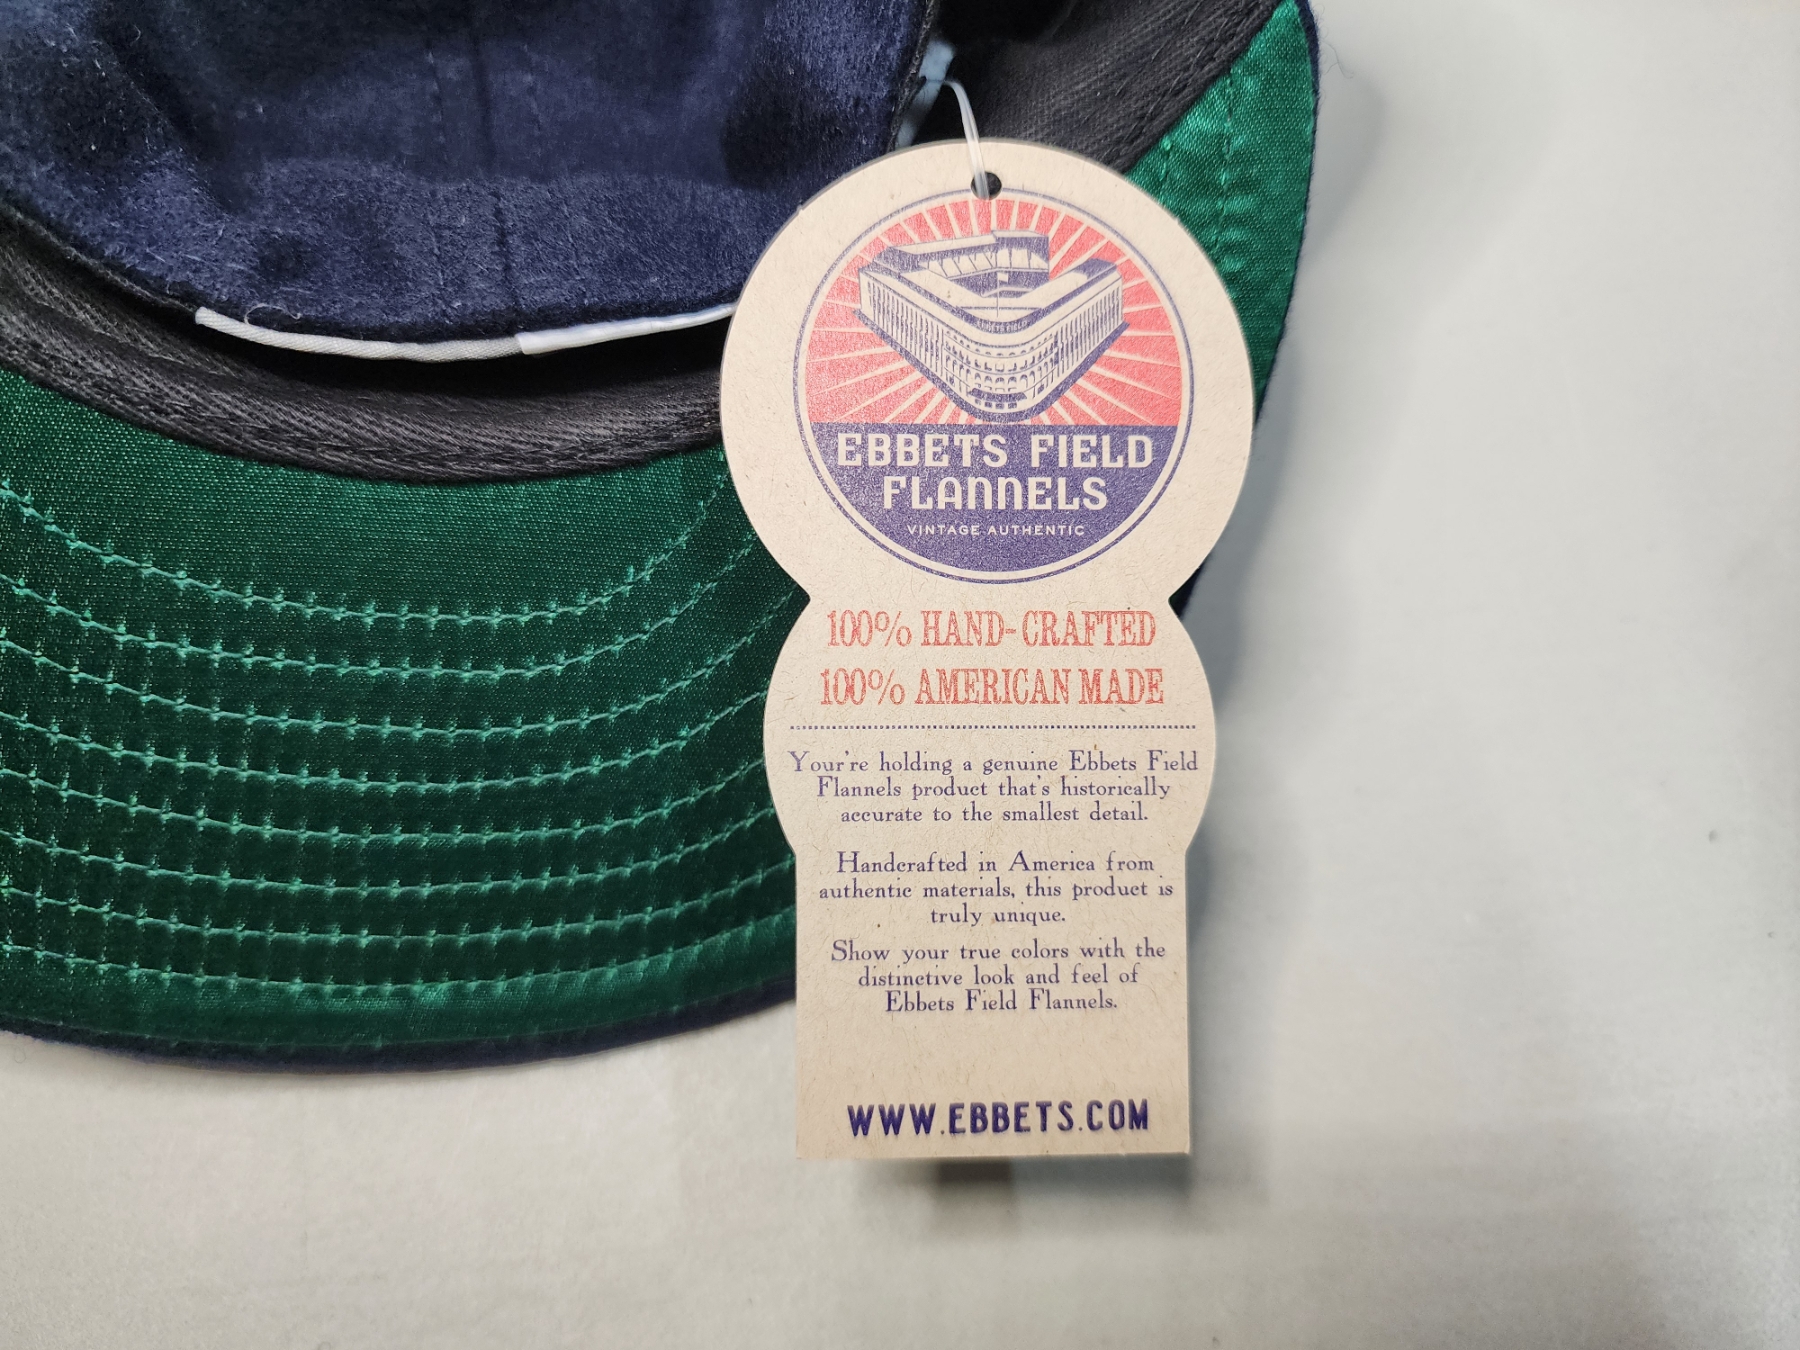 EBBETS FIELD
EBBETS FIELD
FLANNELS
VINTAGE AUTHENTIC
100% HAND-CRAFTED
100% AMERICAN MADE
Your're holding a genuine Ebbets Field
Flannels product that's historically
accurate to the smallest detail.
Handcrafted in America from
authentic materials, this product is
truly unique.
Show your true colors with the
distinctive look and feel of
Ebbets Field Flannels.
WWW.EBBETS.COM